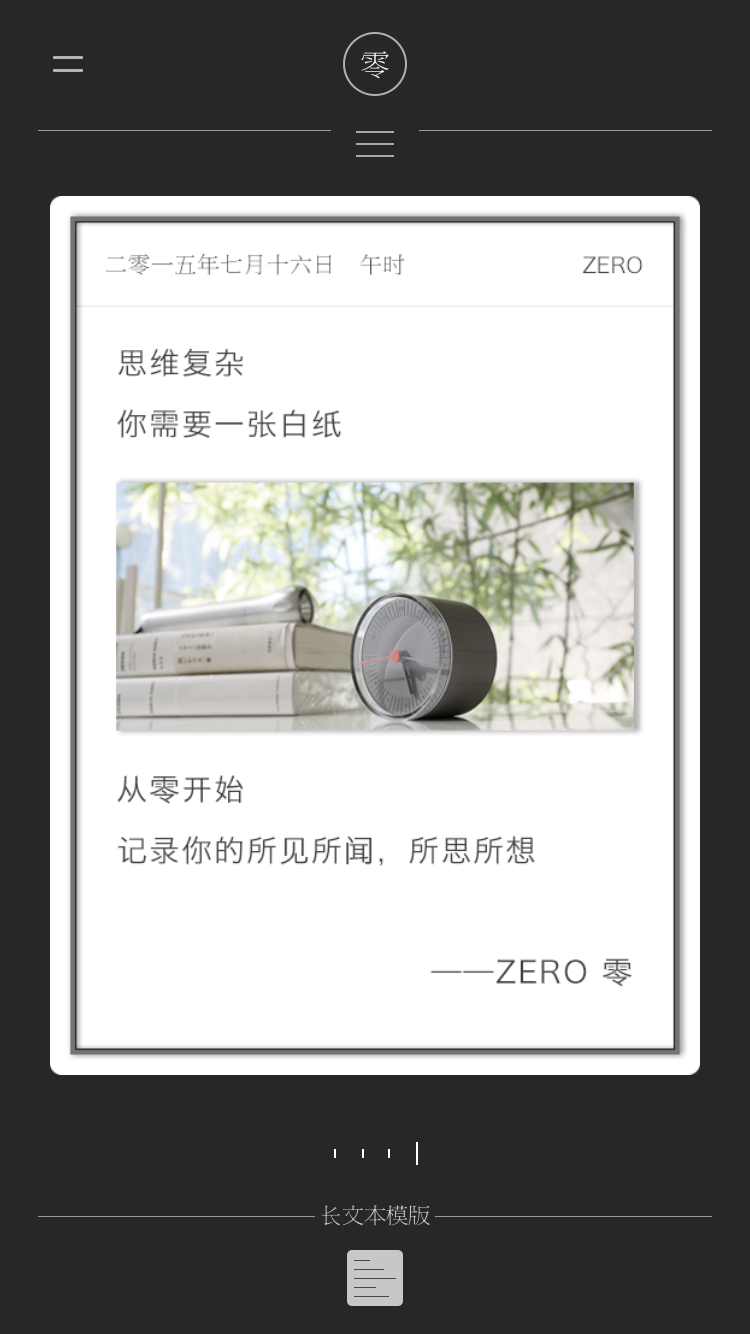 零
二零一五年七月十六日 午时 ZERO
思维复杂
你需要一张白纸
从零开始
记录你的所见所闻，所思所想
——ZERO 零
长文本模版